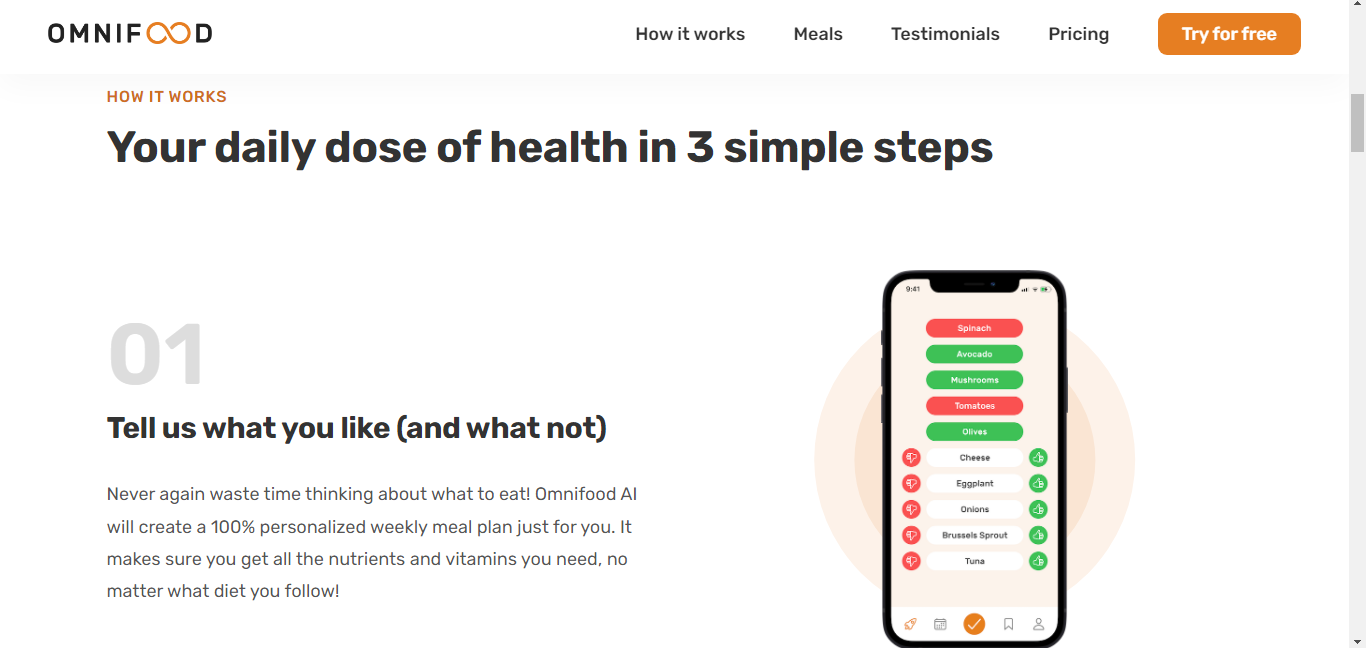 OMNIFOOD
How it works
Meals
Testimonials
Pricing
Try for free
HOW IT WORKS
Your daily dose of health in 3 simple steps
01
Tell us what you like (and what not)
Never again waste time thinking about what to eat! Omnifood AI
will create a 100% personalized weekly meal plan just for you. It
makes sure you get all the nutrients and vitamins you need, no
matter what diet you follow!
9:41
Spinach
Avocado
Mushrooms
Tomatoes
Olives
Cheese
Eggplant
Onions
Brussels Sprout
Tuna